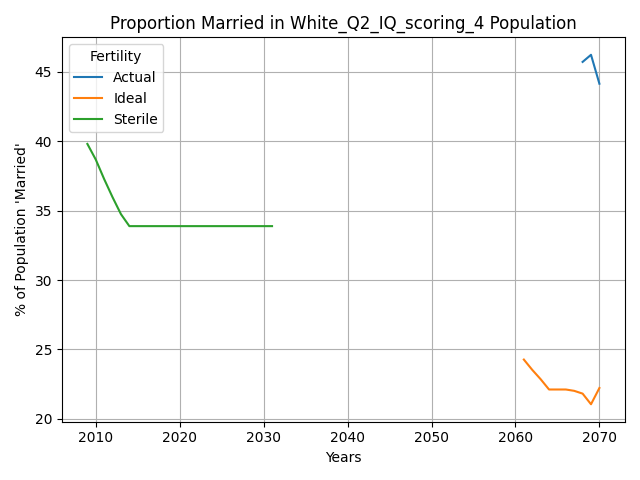 Proportion Married in White_Q2_IQ_scoring_4 Population
Fertility
Actual
Ideal
Sterile
% of Population 'Married'
45
40
35
30
25
20
2010 2020 2030 2040 2050 2060 2070
Years